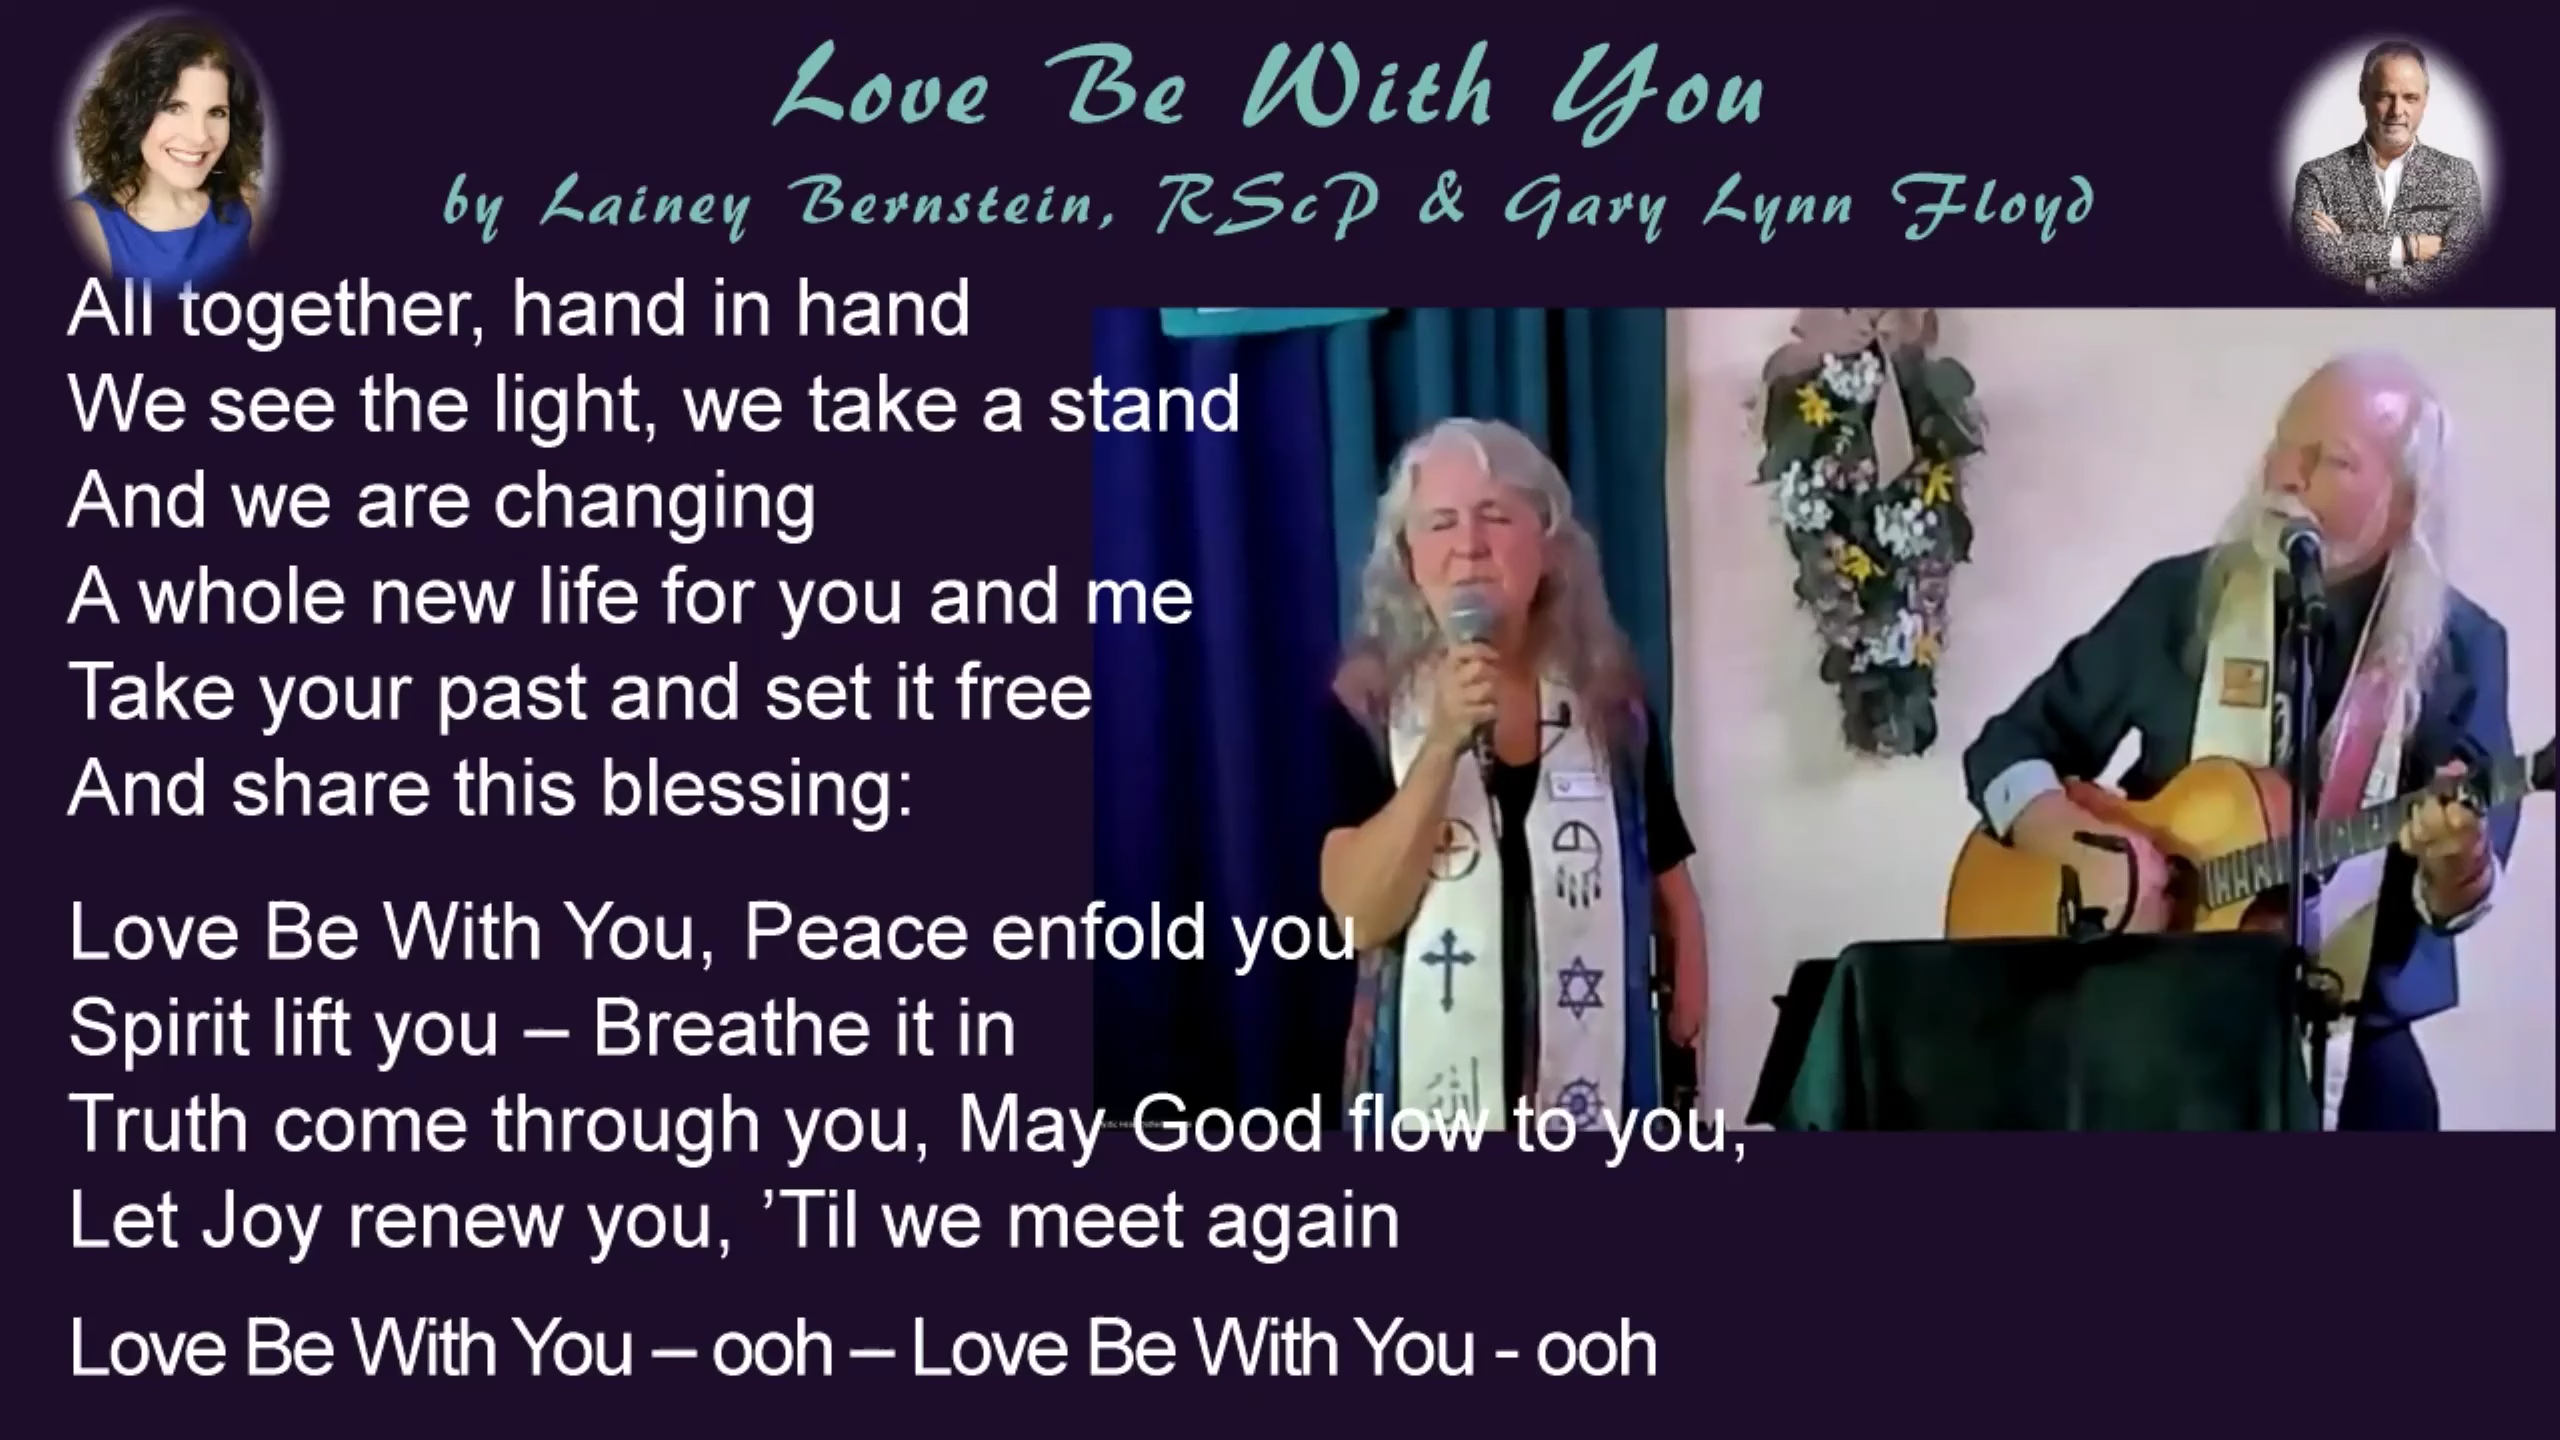 Love Be With You
by Lainey Bernstein, RScP & Gary Lynn Floyd
All together, hand in hand
We see the light, we take a stand
And we are changing
A whole new life for you and me
Take your past and set it free
And share this blessing:
Love Be With You, Peace enfold you
Spirit lift you – Breathe it in
Truth come through you, May Good flow to you,
Let Joy renew you, ’Til we meet again
Love Be With You – ooh – Love Be With You - ooh